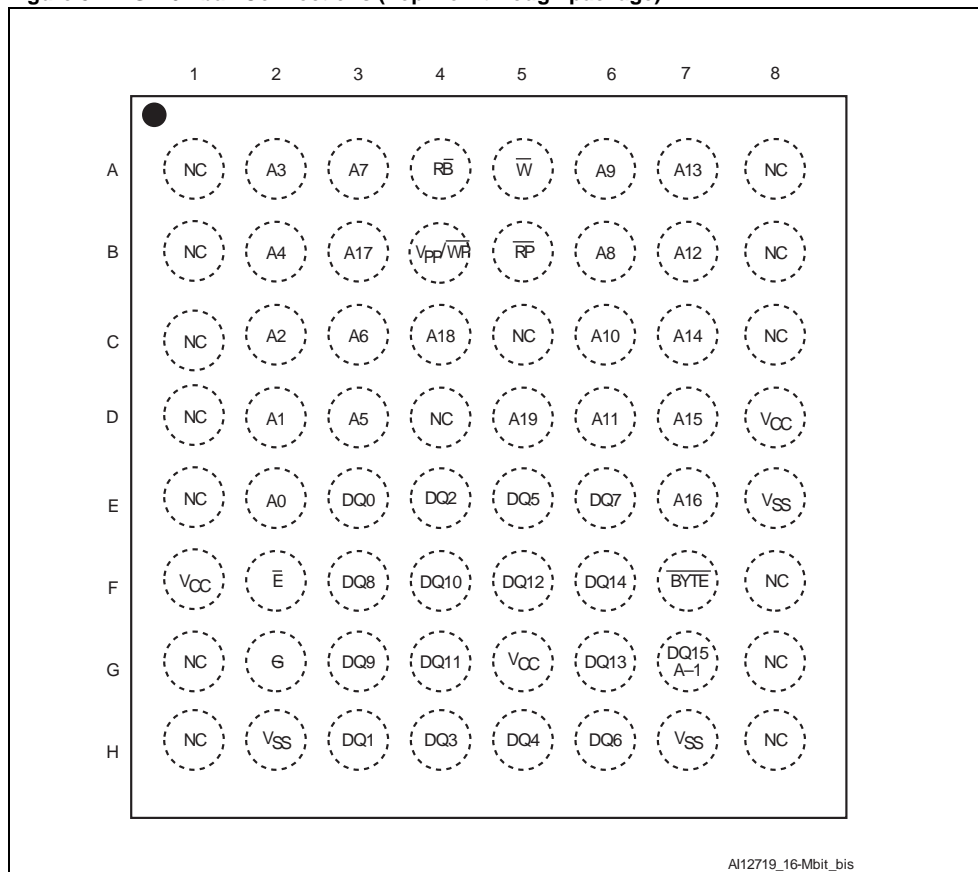 1 2 3 4 5 6 7 8
A NC A3 A7 RB̅ W̅ A9 A13 NC
B NC A4 A17 VPP/W̅P̅ R̅P̅ A8 A12 NC
C NC A2 A6 A18 NC A10 A14 NC
D NC A1 A5 NC A19 A11 A15 VCC
E NC A0 DQ0 DQ2 DQ5 DQ7 A16 VSS
F VCC E̅ DQ8 DQ10 DQ12 DQ14 B̅Y̅T̅E̅ NC
G NC G̅ DQ9 DQ11 VCC DQ13 DQ15 A–1 NC
H NC VSS DQ1 DQ3 DQ4 DQ6 VSS NC
AI12719_16-Mbit_bis